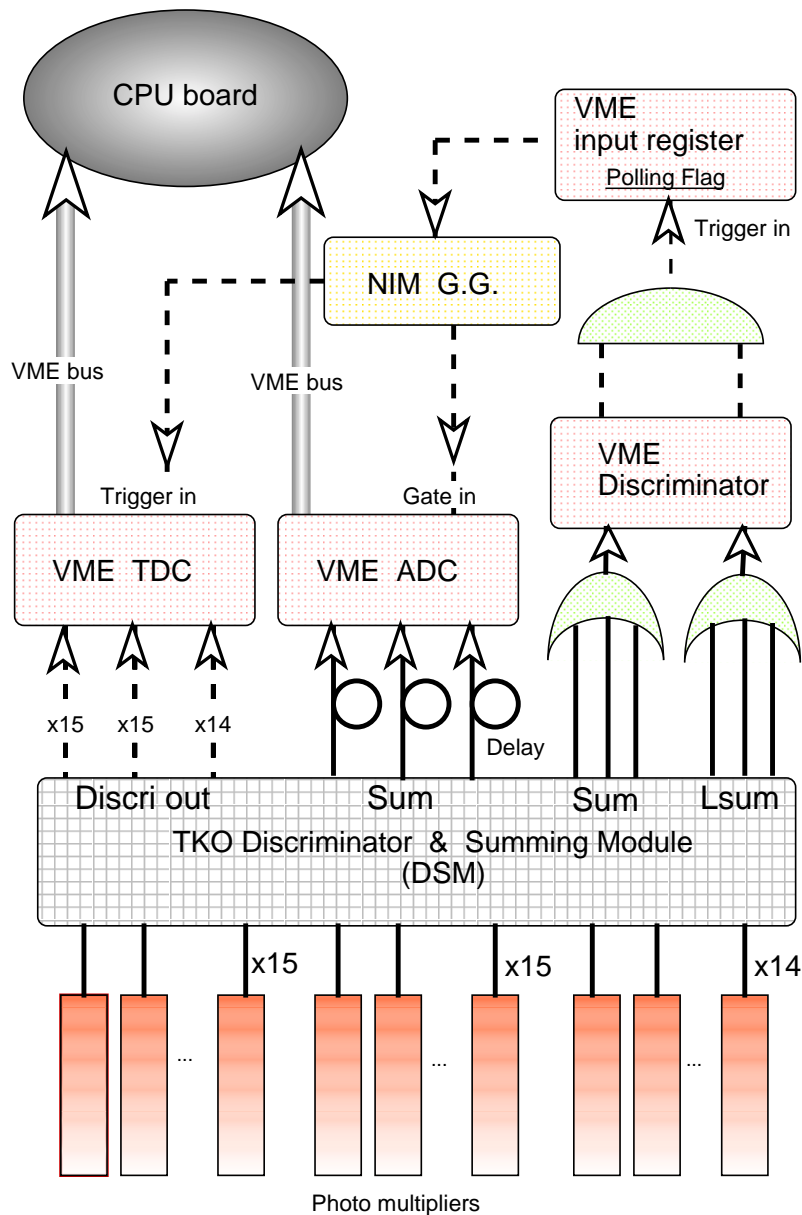 CPU board
VME
input register
Polling Flag
Trigger in
NIM G.G.
VME bus
VME bus
VME
Discriminator
Trigger in
Gate in
VME TDC
VME ADC
x15
x15
x14
Delay
Discri out
Sum
Sum
Lsum
TKO Discriminator & Summing Module
(DSM)
x15
x15
x14
...
...
...
Photo multipliers